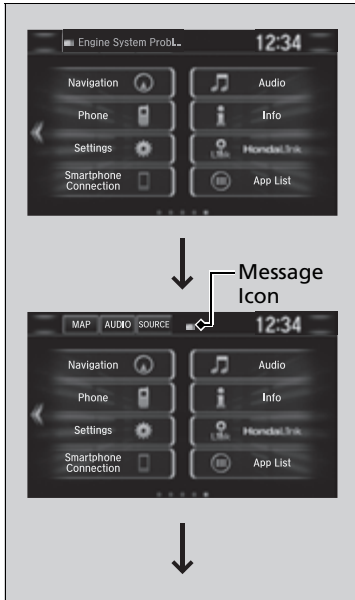 Engine System Probl...
12:34
Navigation
Audio
Phone
Info
Settings
HondaLink
Smartphone
Connection
App List
Message
Icon
MAP AUDIO SOURCE
12:34
Navigation
Audio
Phone
Info
Settings
HondaLink
Smartphone
Connection
App List